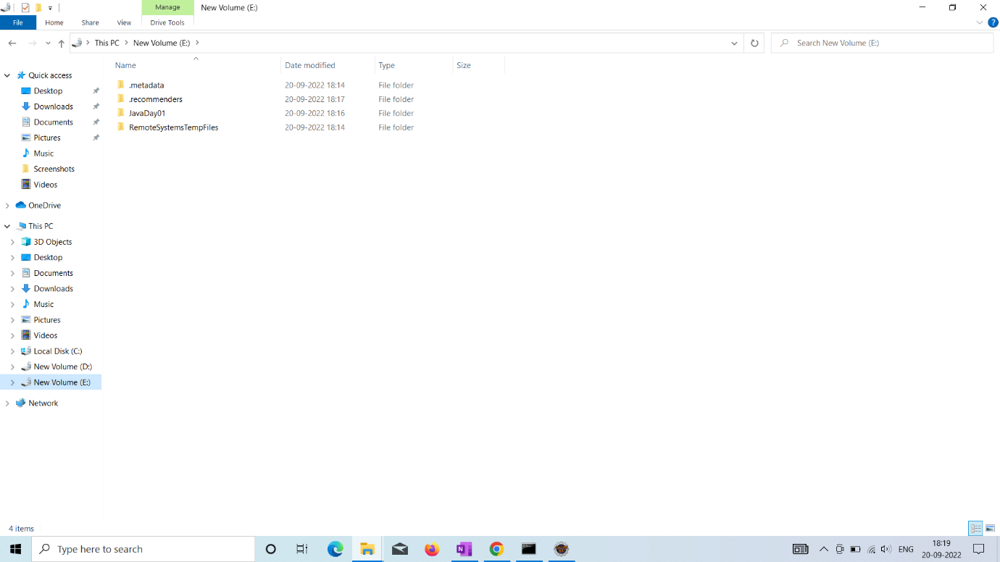 Manage New Volume (E:)
File Home Share View Drive Tools
This PC New Volume (E:) Search New Volume (E:)
Name Date modified Type Size
.metadata 20-09-2022 18:14 File folder
.recommenders 20-09-2022 18:17 File folder
JavaDay01 20-09-2022 18:16 File folder
RemoteSystemsTempFiles 20-09-2022 18:14 File folder
Quick access
Desktop
Downloads
Documents
Pictures
Music
Screenshots
Videos
OneDrive
This PC
3D Objects
Desktop
Documents
Downloads
Music
Pictures
Videos
Local Disk (C:)
New Volume (D:)
New Volume (E:)
Network
4 items
Type here to search
ENG
18:19
20-09-2022